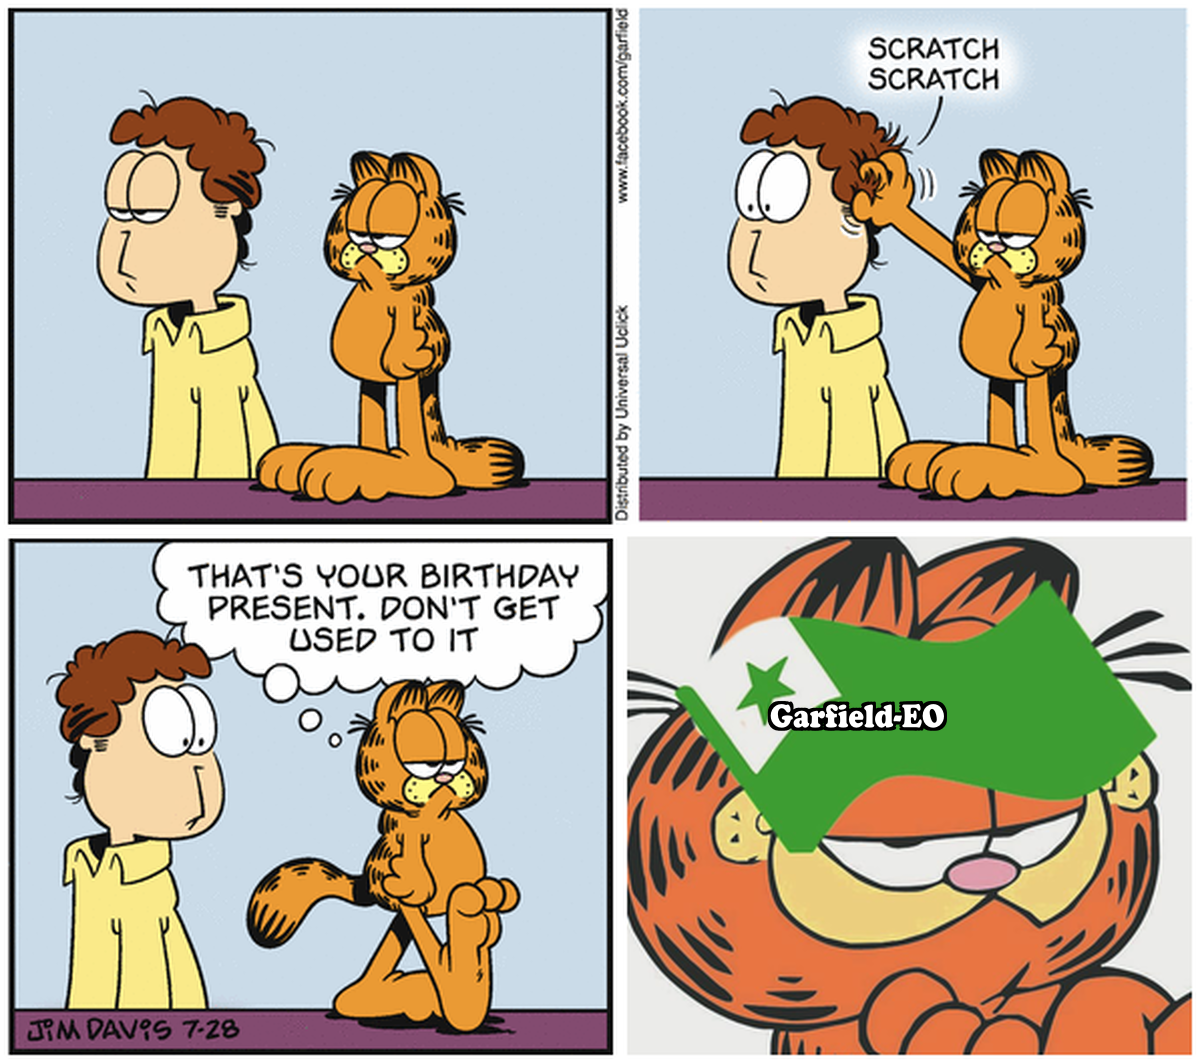 www.facebook.com/garfield
Distributed by Universal Uclick
SCRATCH
SCRATCH
THAT'S YOUR BIRTHDAY
PRESENT. DON'T GET
USED TO IT
Garfield-EO
JIM DAVIS 7-28